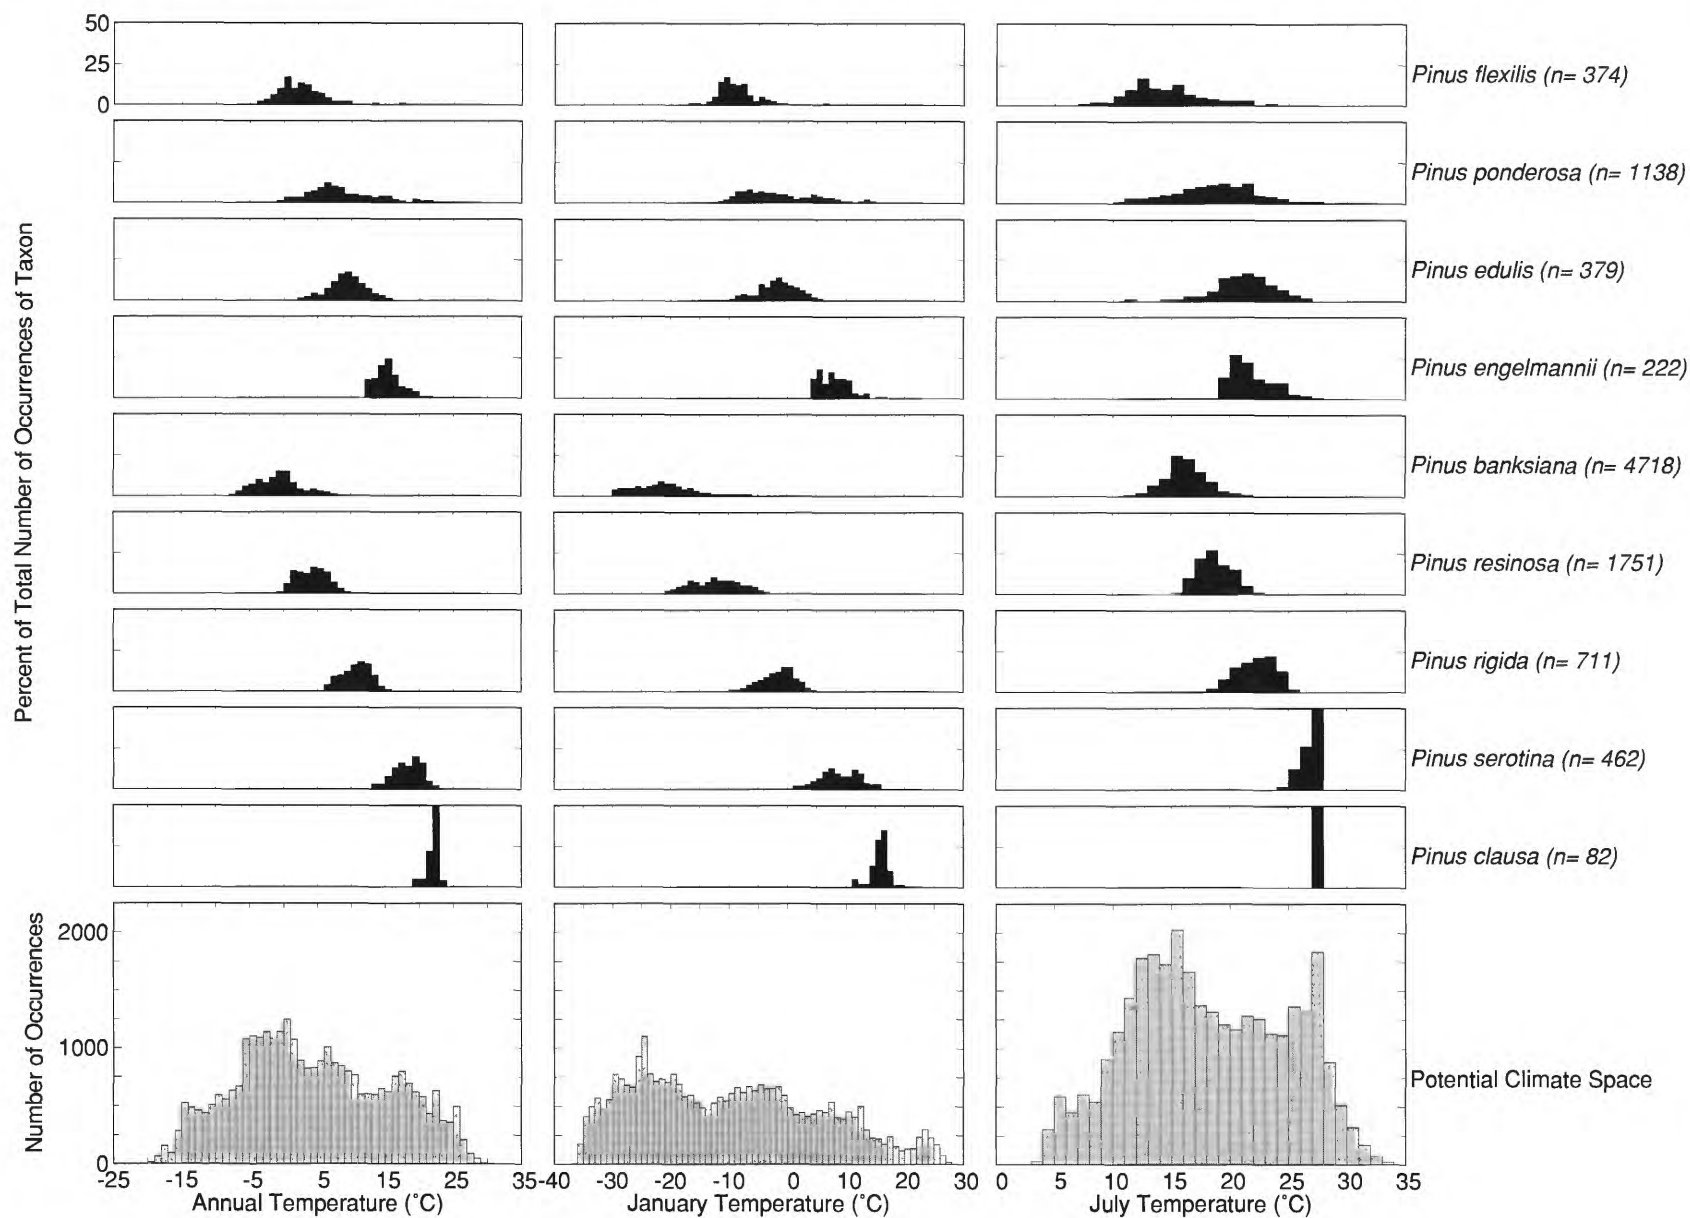 50
25
0
Percent of Total Number of Occurrences of Taxon
Pinus flexilis (n= 374)
Pinus ponderosa (n= 1138)
Pinus edulis (n= 379)
Pinus engelmannii (n= 222)
Pinus banksiana (n= 4718)
Pinus resinosa (n= 1751)
Pinus rigida (n= 711)
Pinus serotina (n= 462)
Pinus clausa (n= 82)
Number of Occurrences
2000
1000
0
Potential Climate Space
-25 -15 -5 5 15 25 35
Annual Temperature (°C)
-40 -30 -20 -10 0 10 20 30
January Temperature (°C)
0 5 10 15 20 25 30 35
July Temperature (°C)